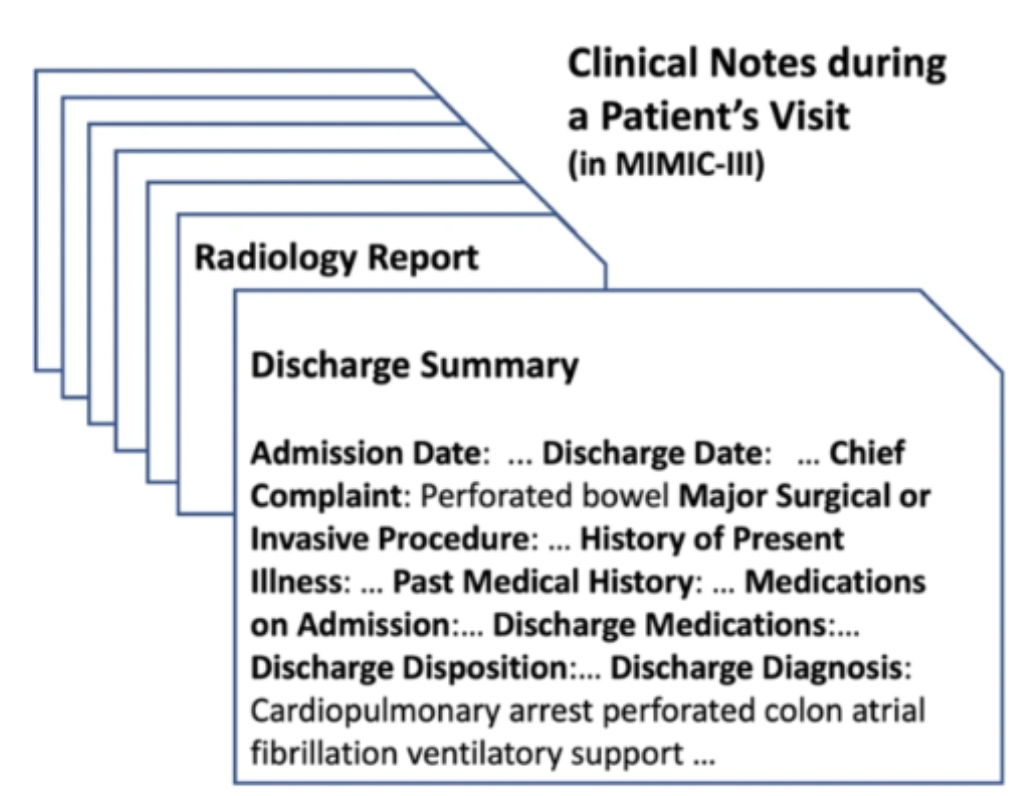 Clinical Notes during
a Patient's Visit
(in MIMIC-III)
Radiology Report
Discharge Summary
Admission Date: ... Discharge Date: ... Chief
Complaint: Perforated bowel Major Surgical or
Invasive Procedure: ... History of Present
Illness: ... Past Medical History: ... Medications
on Admission:... Discharge Medications:...
Discharge Disposition:... Discharge Diagnosis:
Cardiopulmonary arrest perforated colon atrial
fibrillation ventilatory support ...